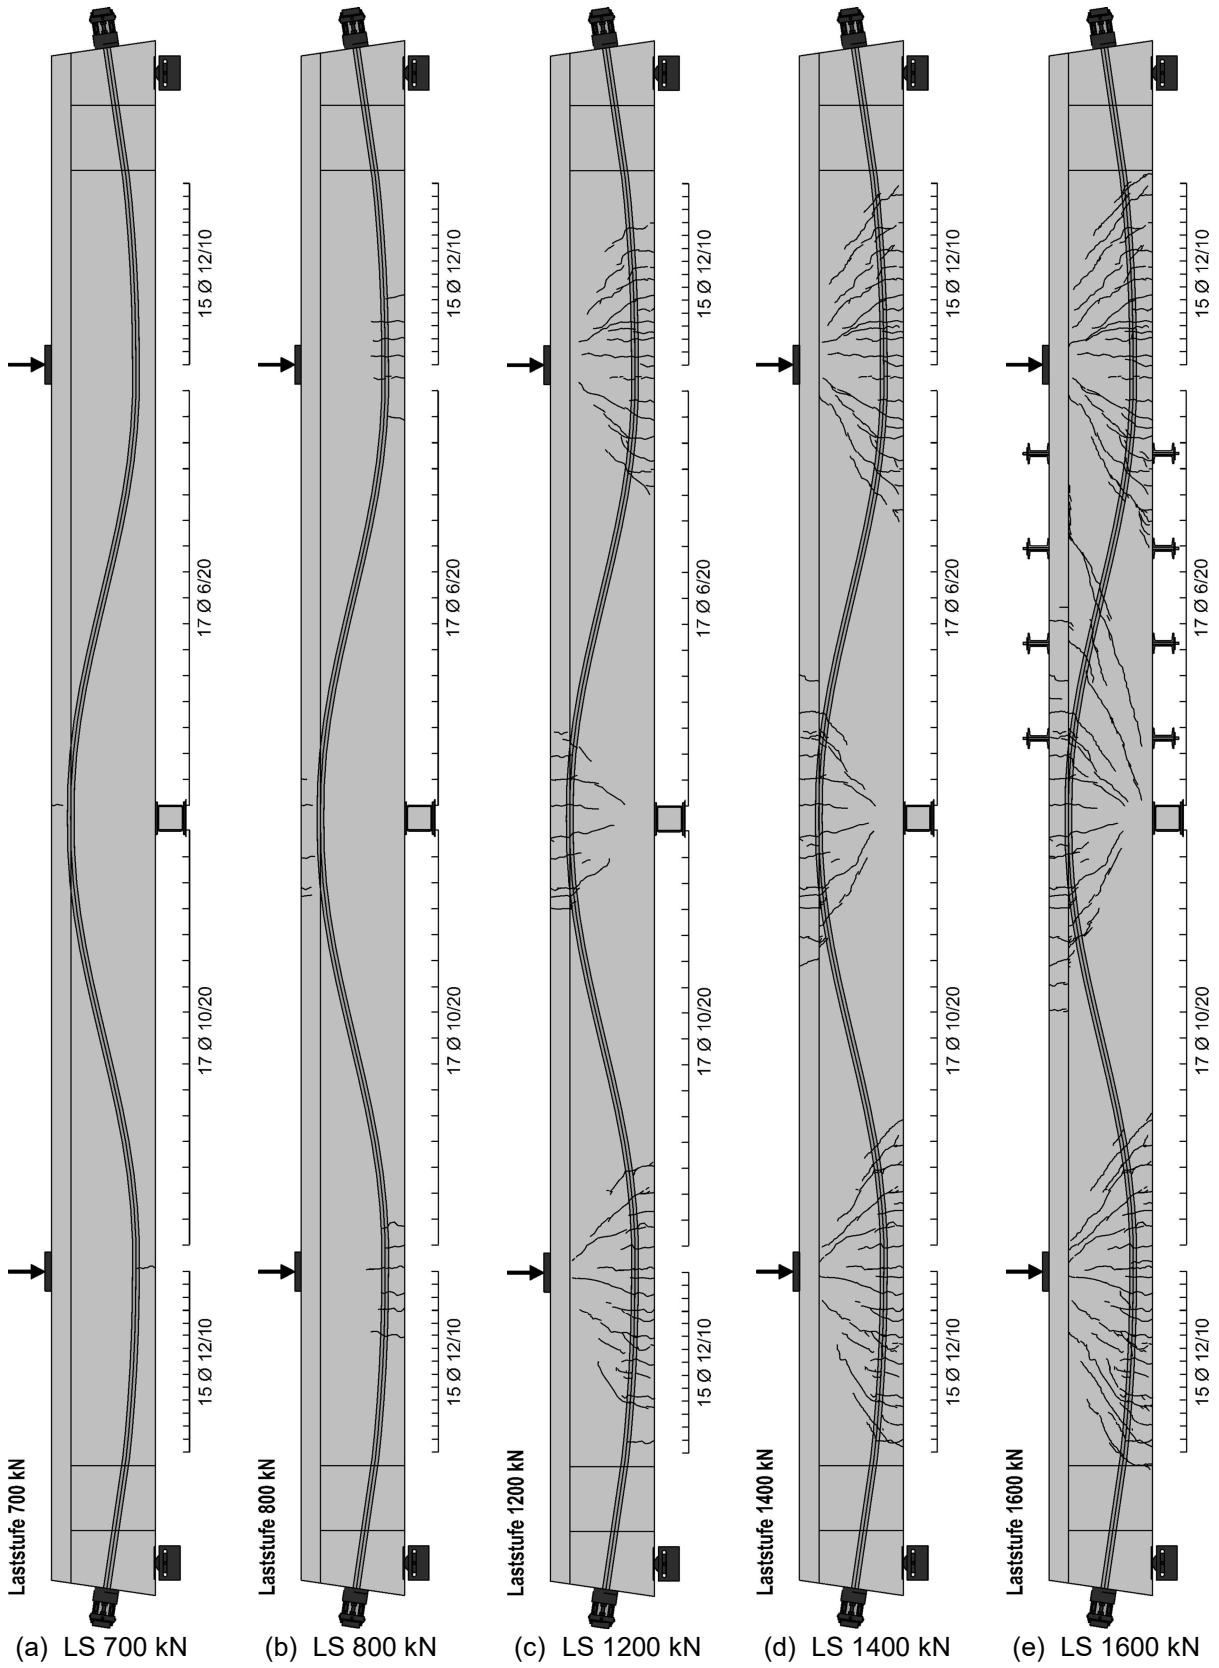 Laststufe 700 kN
15 Ø 12/10
17 Ø 10/20
17 Ø 6/20
15 Ø 12/10
(a) LS 700 kN
Laststufe 800 kN
15 Ø 12/10
17 Ø 10/20
17 Ø 6/20
15 Ø 12/10
(b) LS 800 kN
Laststufe 1200 kN
15 Ø 12/10
17 Ø 10/20
17 Ø 6/20
15 Ø 12/10
(c) LS 1200 kN
Laststufe 1400 kN
15 Ø 12/10
17 Ø 10/20
17 Ø 6/20
15 Ø 12/10
(d) LS 1400 kN
Laststufe 1600 kN
15 Ø 12/10
17 Ø 10/20
17 Ø 6/20
15 Ø 12/10
(e) LS 1600 kN